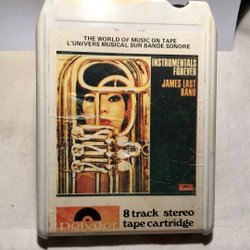 THE WORLD OF MUSIC ON TAPE
L'UNIVERS MUSICAL SUR BANDE SONORE
INSTRUMENTALS
FOREVER
JAMES LAST
BAND
Polydor
8 track stereo
tape cartridge